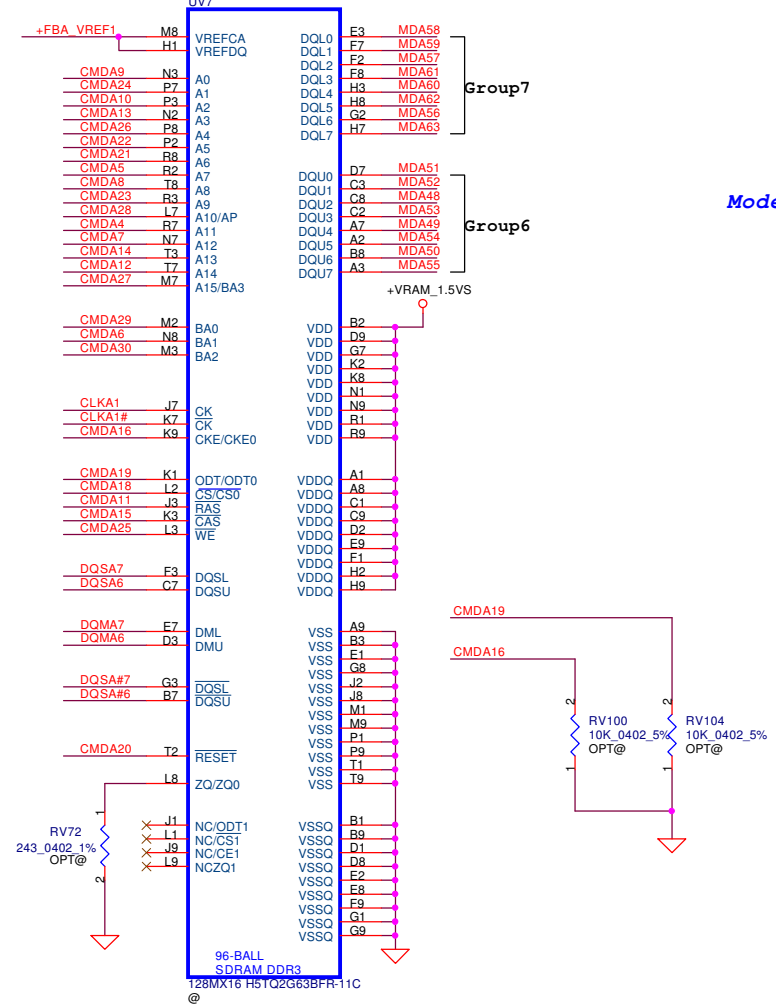 UV7
+FBA_VREF1 M8 VREFCA DQL0 E3 MDA58
H1 VREFDQ DQL1 F7 MDA59
DQL2 F2 MDA57
CMDA9 N3 A0 DQL3 F8 MDA61
CMDA24 P7 A1 DQL4 H3 MDA60 Group7
CMDA10 P3 A2 DQL5 H8 MDA62
CMDA13 N2 A3 DQL6 G2 MDA56
CMDA26 P8 A4 DQL7 H7 MDA63
CMDA22 P2 A5
CMDA21 R8 A6
CMDA5 R2 A7 DQU0 D7 MDA51
CMDA8 T8 A8 DQU1 C3 MDA52
CMDA23 R3 A9 DQU2 C8 MDA48 Mode
CMDA28 L7 A10/AP DQU3 C2 MDA53
CMDA4 R7 A11 DQU4 A7 MDA49 Group6
CMDA7 N7 A12 DQU5 A2 MDA54
CMDA14 T3 A13 DQU6 B8 MDA50
CMDA12 T7 A14 DQU7 A3 MDA55
CMDA27 M7 A15/BA3
+VRAM_1.5VS
CMDA29 M2 BA0 VDD B2
CMDA6 N8 BA1 VDD D9
CMDA30 M3 BA2 VDD G7
VDD K2
VDD K8
VDD N1
CLKA1 J7 CK VDD N9
CLKA1# K7 CK VDD R1
CMDA16 K9 CKE/CKE0 VDD R9
CMDA19 K1 ODT/ODT0 VDDQ A1
CMDA18 L2 CS/CS0 VDDQ A8
CMDA11 J3 RAS VDDQ C1
CMDA15 K3 CAS VDDQ C9
CMDA25 L3 WE VDDQ D2
VDDQ E9
VDDQ F1
DQSA7 F3 DQSL VDDQ H2
DQSA6 C7 DQSU VDDQ H9
CMDA19
DQMA7 E7 DML VSS A9
DQMA6 D3 DMU VSS B3
VSS E1
CMDA16
VSS G8
DQSA#7 G3 DQSL VSS J2
DQSA#6 B7 DQSU VSS J8
VSS M1
VSS M9
VSS P1
CMDA20 T2 RESET VSS P9
VSS T1
L8 ZQ/ZQ0 VSS T9
2 2
RV100 RV104
10K_0402_5% 10K_0402_5%
OPT@ OPT@
1 1
1
RV72
243_0402_1%
OPT@
2
J1 NC/ODT1 VSSQ B1
L1 NC/CS1 VSSQ B9
J9 NC/CE1 VSSQ D1
L9 NCZQ1 VSSQ D8
VSSQ E2
VSSQ E8
VSSQ F9
VSSQ G1
VSSQ G9
96-BALL
SDRAM DDR3
128MX16 H5TQ2G63BFR-11C
@